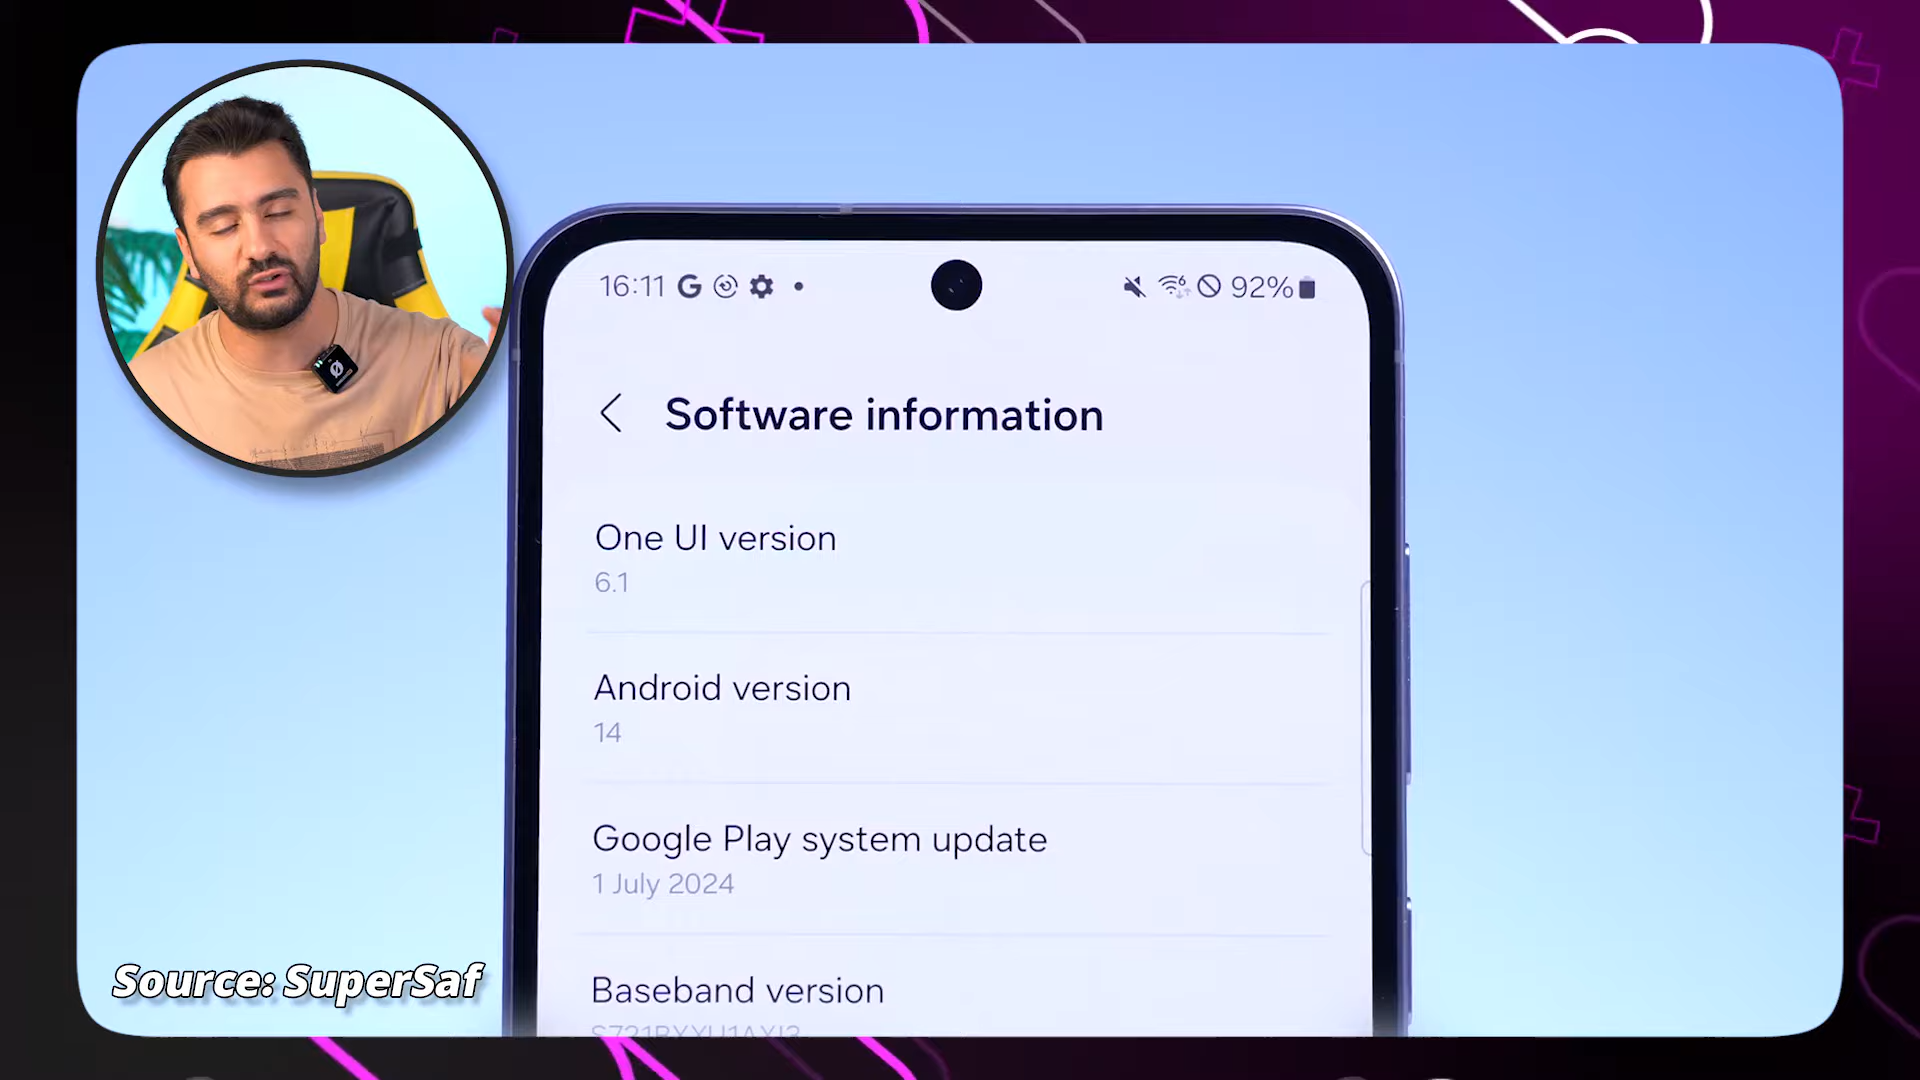 16:11
92%
Software information
One UI version
6.1
Android version
14
Google Play system update
1 July 2024
Baseband version
Source: SuperSaf